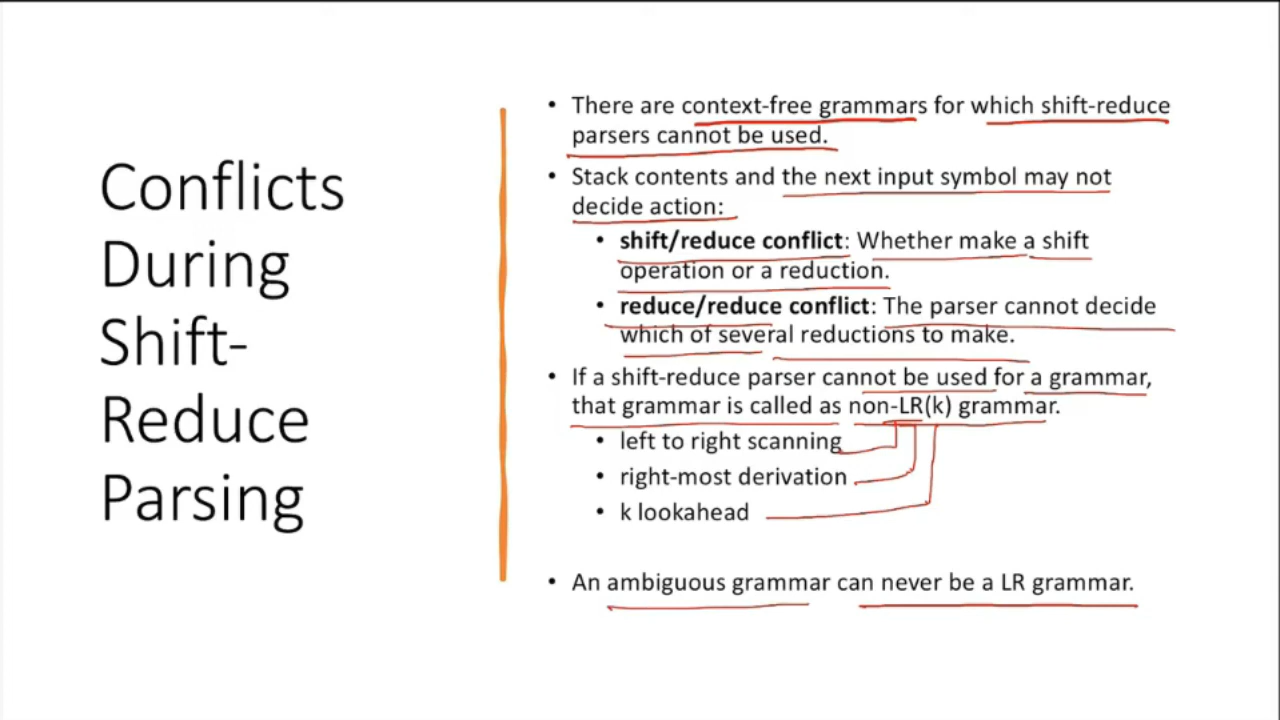 Conflicts
During
Shift-
Reduce
Parsing
• There are context-free grammars for which shift-reduce
parsers cannot be used.
• Stack contents and the next input symbol may not
decide action:
• shift/reduce conflict: Whether make a shift
operation or a reduction.
• reduce/reduce conflict: The parser cannot decide
which of several reductions to make.
• If a shift-reduce parser cannot be used for a grammar,
that grammar is called as non-LR(k) grammar.
• left to right scanning
• right-most derivation
• k lookahead
• An ambiguous grammar can never be a LR grammar.